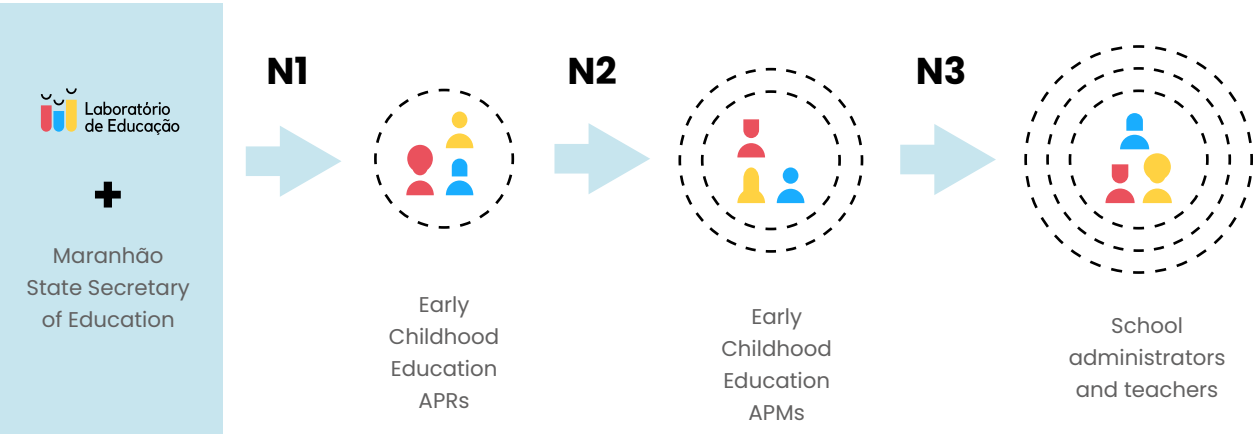 Laboratório
de Educação
Maranhão
State Secretary
of Education
N1
Early
Childhood
Education
APRs
N2
Early
Childhood
Education
APMs
N3
School
administrators
and teachers